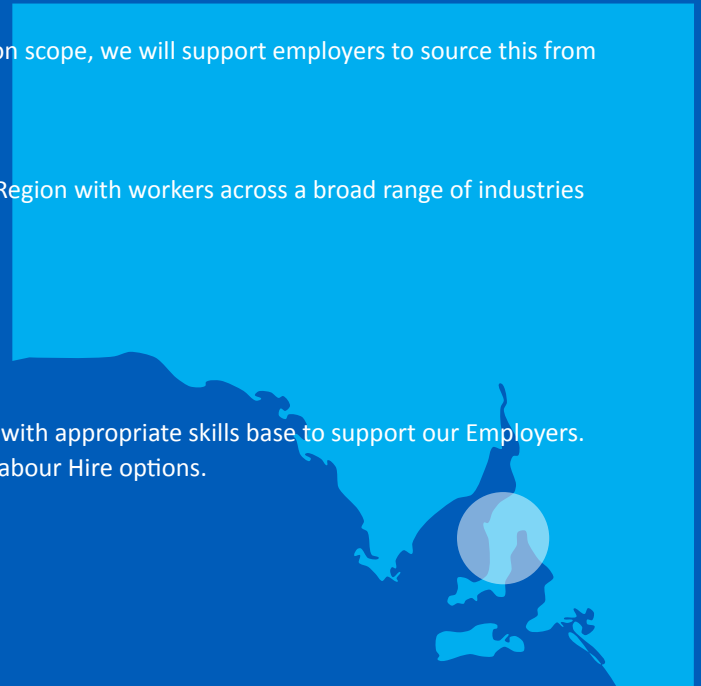 on scope, we will support employers to source this from
Region with workers across a broad range of industries
with appropriate skills base to support our Employers.
abour Hire options.